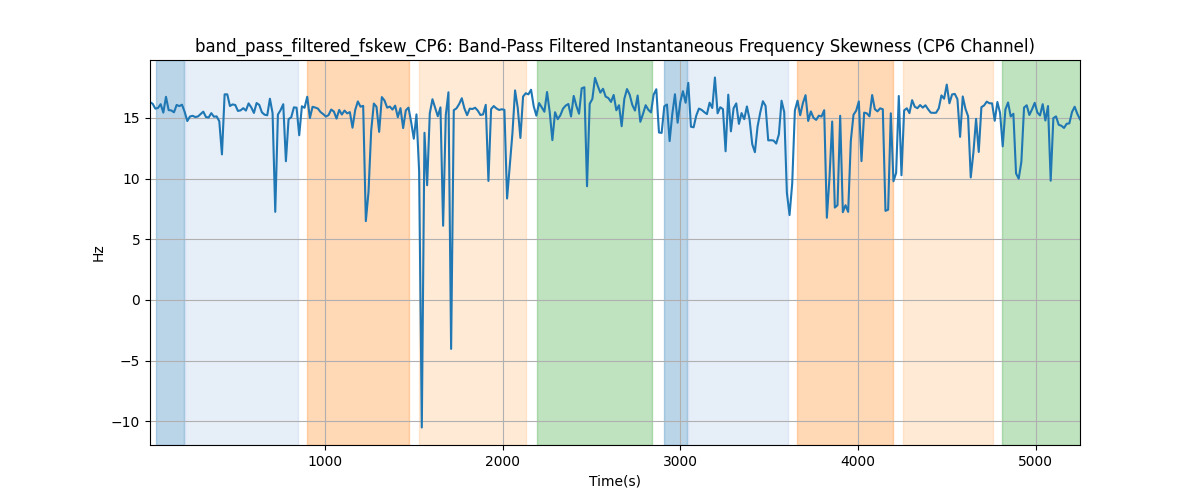 band_pass_filtered_fskew_CP6: Band-Pass Filtered Instantaneous Frequency Skewness (CP6 Channel)
15
10
5
0
−5
−10
Hz
1000 2000 3000 4000 5000
Time(s)